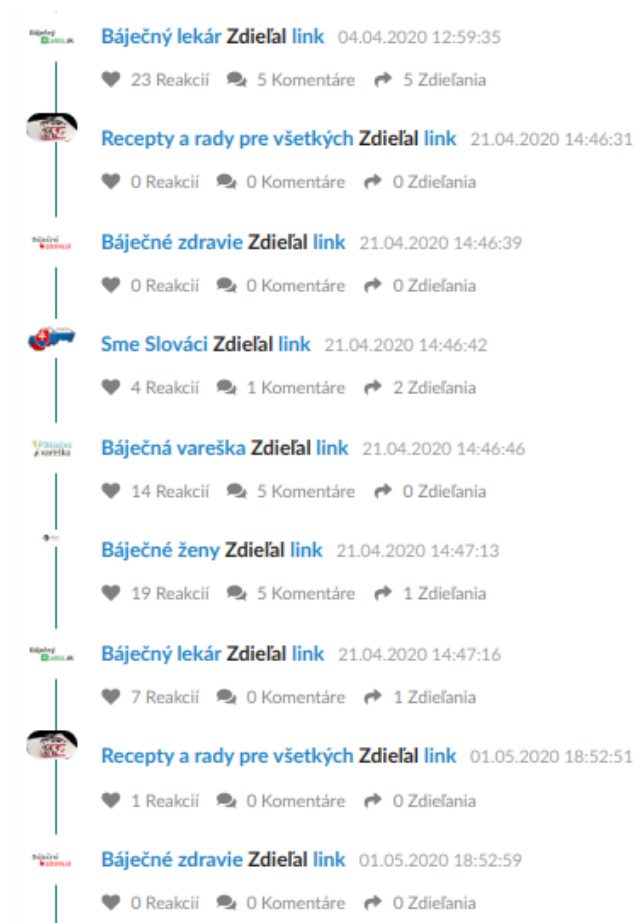 Báječný lekár Zdieľal link 04.04.2020 12:59:35
23 Reakcií 5 Komentáre 5 Zdieľania
Recepty a rady pre všetkých Zdieľal link 21.04.2020 14:46:31
0 Reakcií 0 Komentáre 0 Zdieľania
Báječné zdravie Zdieľal link 21.04.2020 14:46:39
0 Reakcií 0 Komentáre 0 Zdieľania
Sme Slováci Zdieľal link 21.04.2020 14:46:42
4 Reakcií 1 Komentáre 2 Zdieľania
Báječná vareška Zdieľal link 21.04.2020 14:46:46
14 Reakcií 5 Komentáre 0 Zdieľania
Báječné ženy Zdieľal link 21.04.2020 14:47:13
19 Reakcií 5 Komentáre 1 Zdieľania
Báječný lekár Zdieľal link 21.04.2020 14:47:16
7 Reakcií 0 Komentáre 1 Zdieľania
Recepty a rady pre všetkých Zdieľal link 01.05.2020 18:52:51
1 Reakcií 0 Komentáre 0 Zdieľania
Báječné zdravie Zdieľal link 01.05.2020 18:52:59
0 Reakcií 0 Komentáre 0 Zdieľania